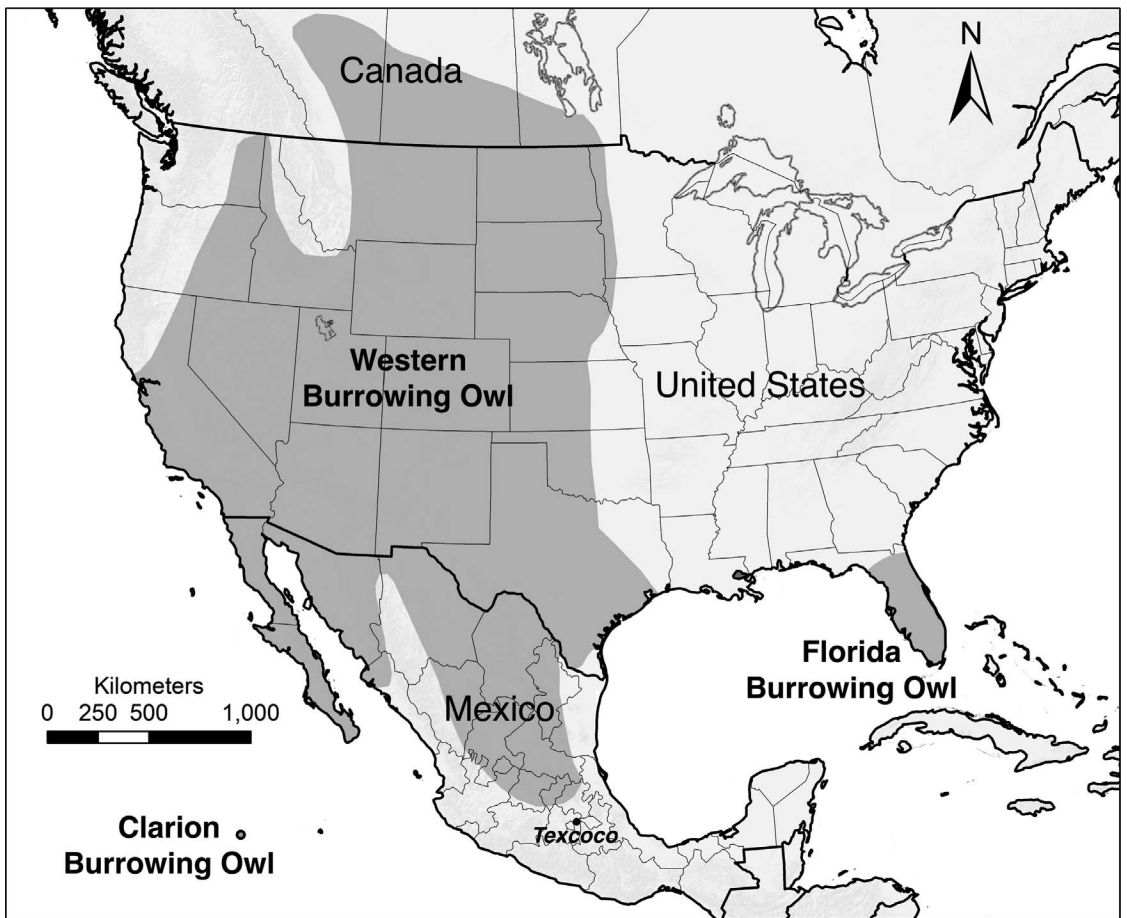 Canada
N
Western
Burrowing Owl
United States
Florida
Burrowing Owl
Kilometers
0 250 500 1,000
Mexico
Clarion
Burrowing Owl
Texcoco